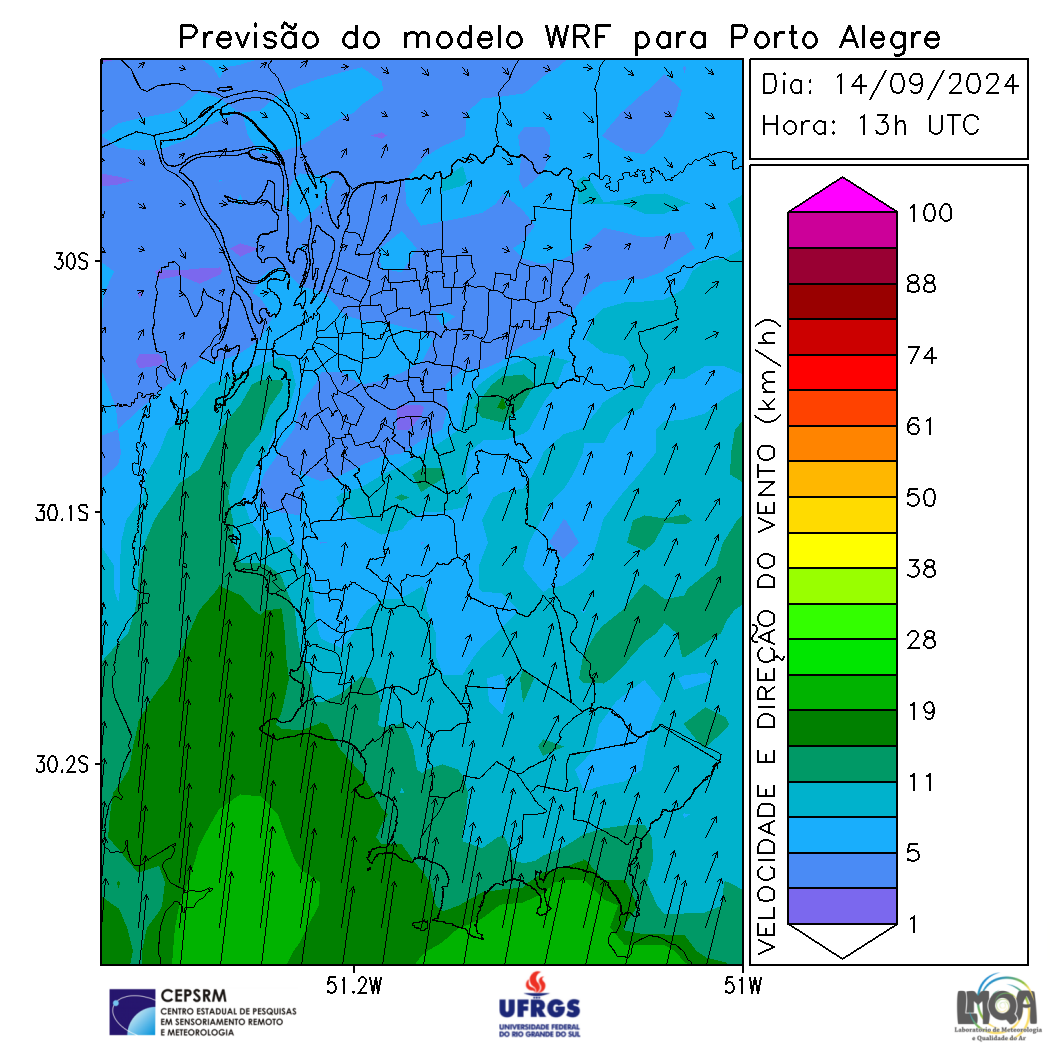 Previsão do modelo WRF para Porto Alegre
Dia: 14/09/2024
Hora: 13h UTC
30S
30.1S
30.2S
51.2W
51W
VELOCIDADE E DIREÇÃO DO VENTO (km/h)
100
88
74
61
50
38
28
19
11
5
1
CEPSRM
CENTRO ESTADUAL DE PESQUISAS
EM SENSORIAMENTO REMOTO
E METEOROLOGIA
UFRGS
UNIVERSIDADE FEDERAL
DO RIO GRANDE DO SUL
LMQA
Laboratório de Meteorologia
e Qualidade do Ar